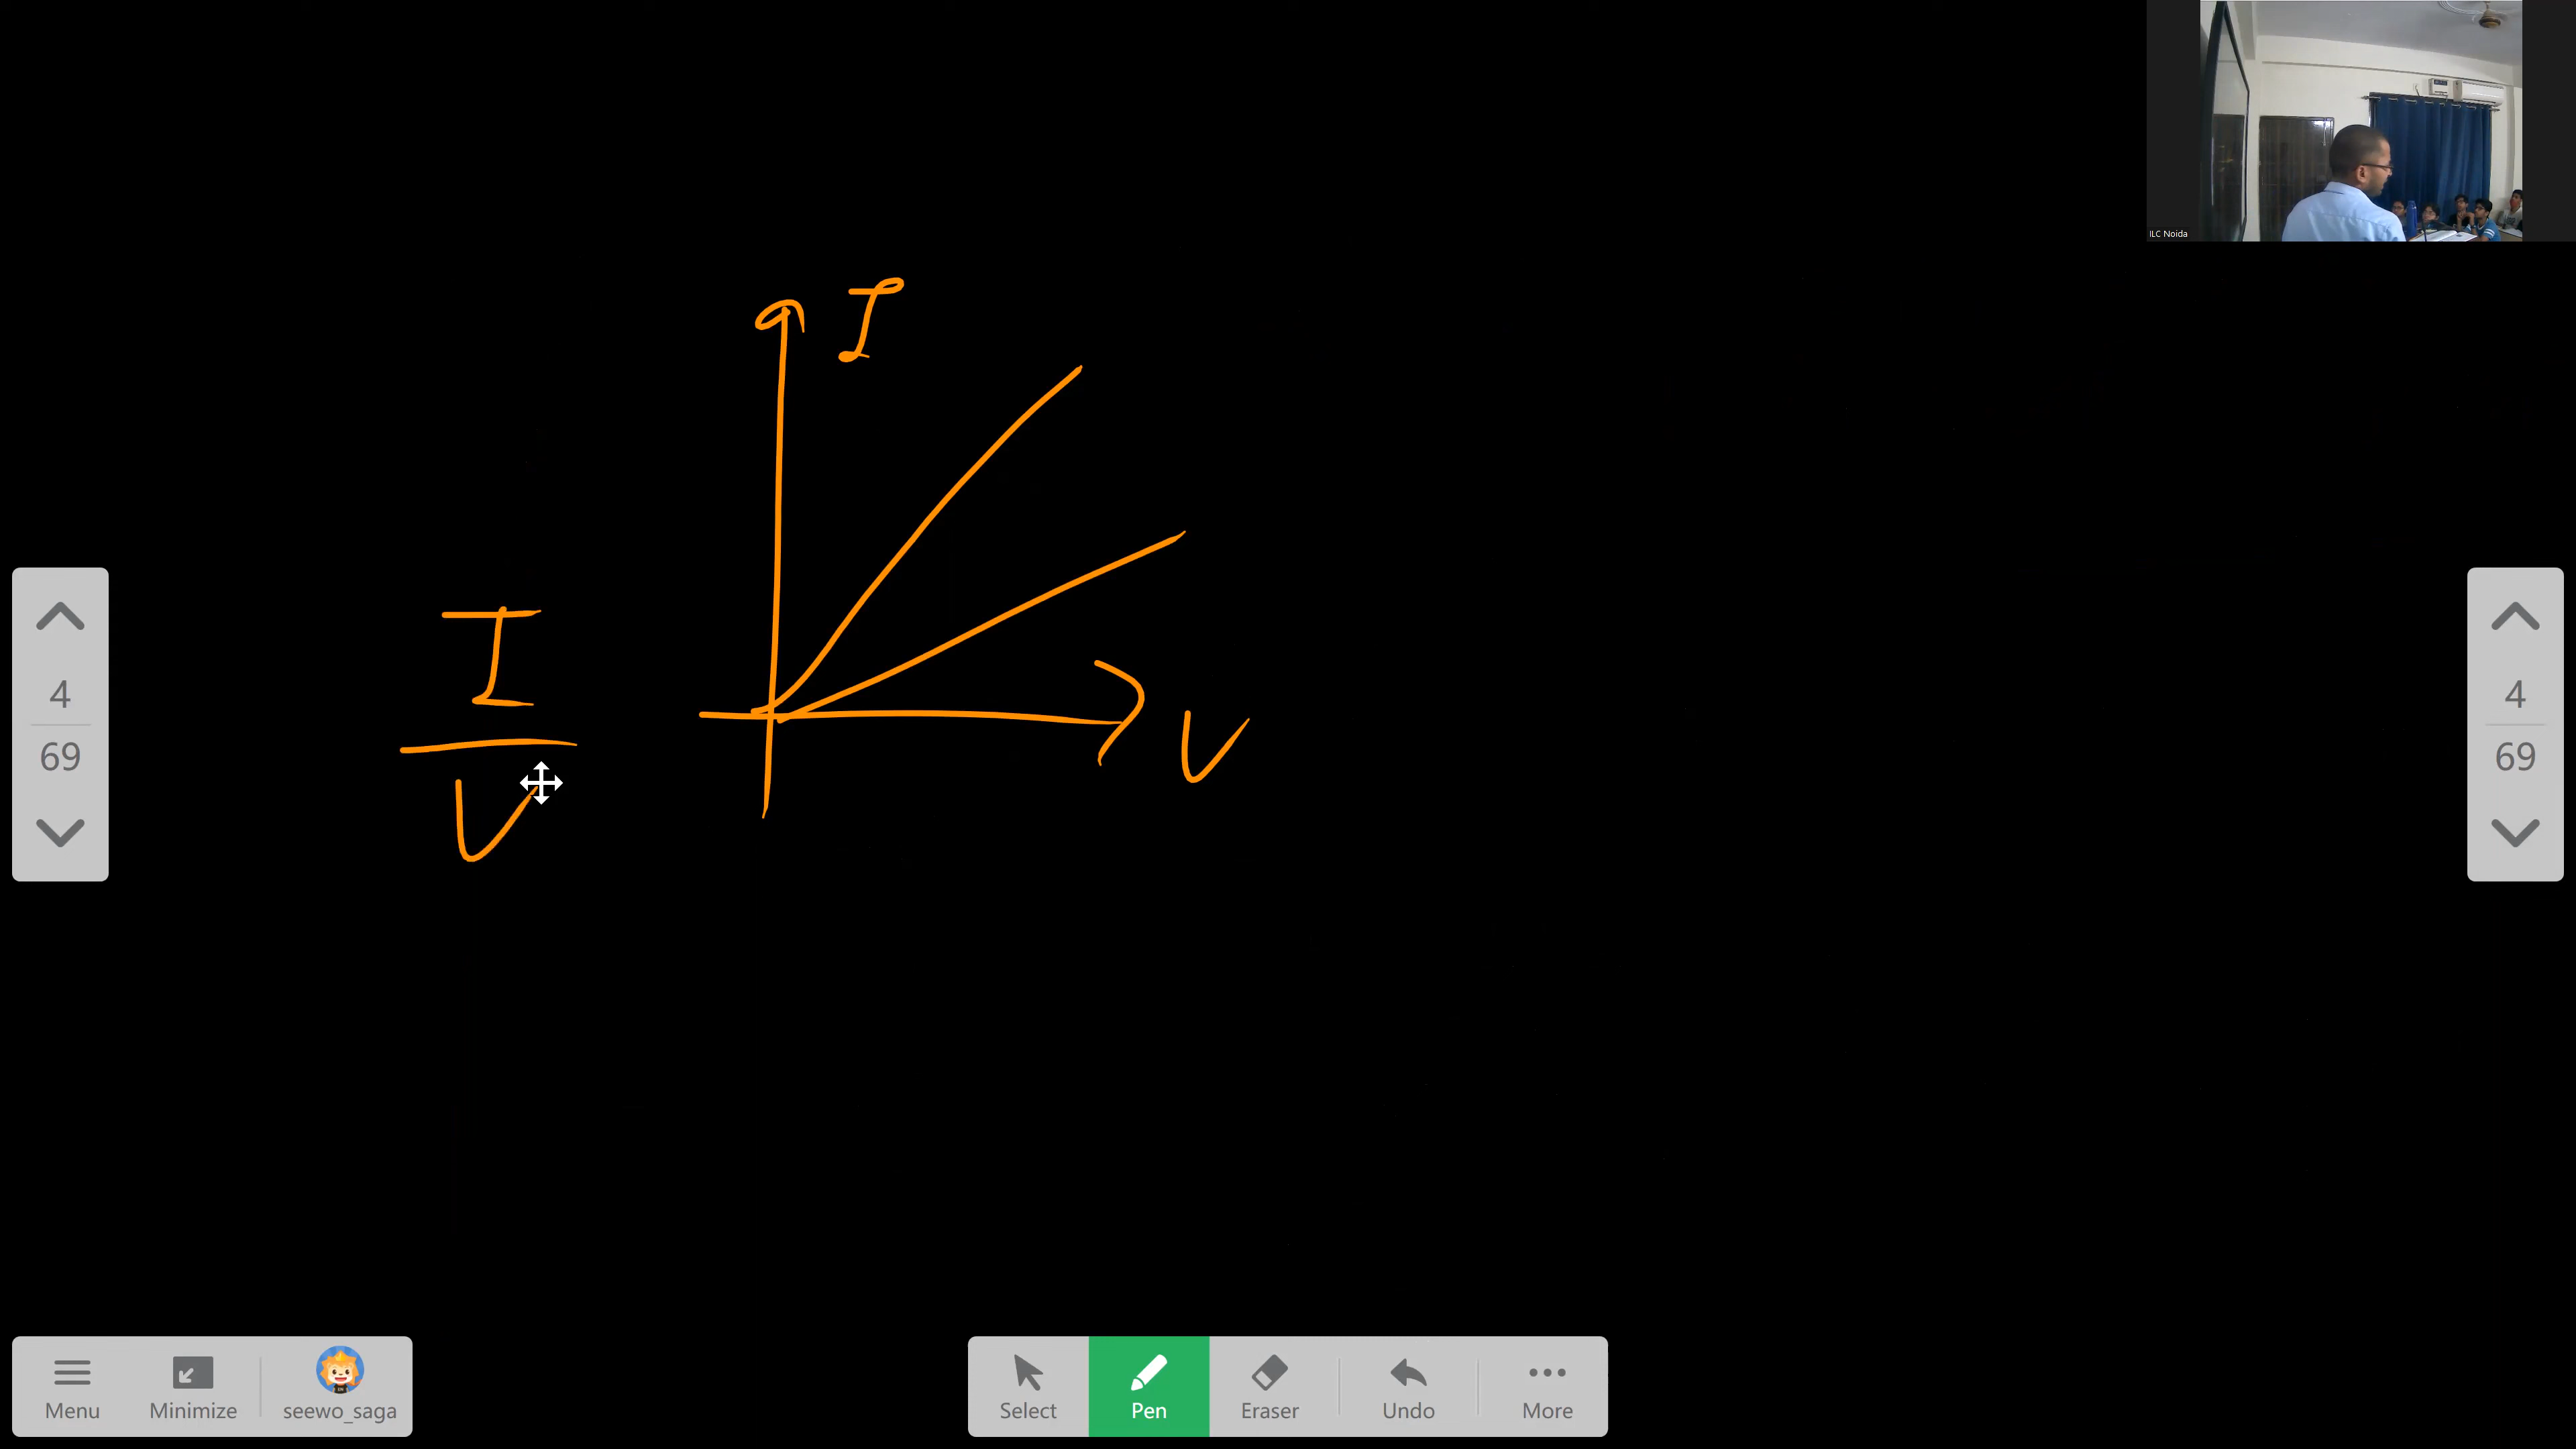 ILC Noida
I
I
V
V
4
69
4
69
Menu
Minimize
seewo_saga
Select
Pen
Eraser
Undo
More